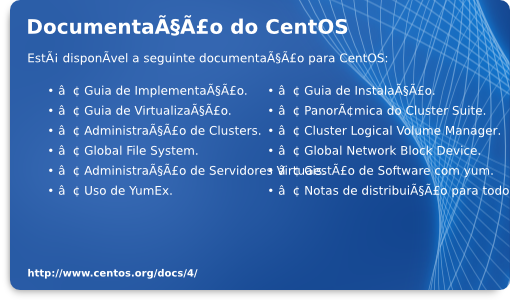 DocumentaÃ§Ã£o do CentOS
EstÃ¡ disponÃ­vel a seguinte documentaÃ§Ã£o para CentOS:
• â ¢ Guia de ImplementaÃ§Ã£o.
• â ¢ Guia de VirtualizaÃ§Ã£o.
• â ¢ AdministraÃ§Ã£o de Clusters.
• â ¢ Global File System.
• â ¢ AdministraÃ§Ã£o de Servidores Virtuais.
• â ¢ Uso de YumEx.
• â ¢ Guia de InstalaÃ§Ã£o.
• â ¢ PanorÃ¢mica do Cluster Suite.
• â ¢ Cluster Logical Volume Manager.
• â ¢ Global Network Block Device.
• â ¢ GestÃ£o de Software com yum.
• â ¢ Notas de distribuiÃ§Ã£o para todo
http://www.centos.org/docs/4/